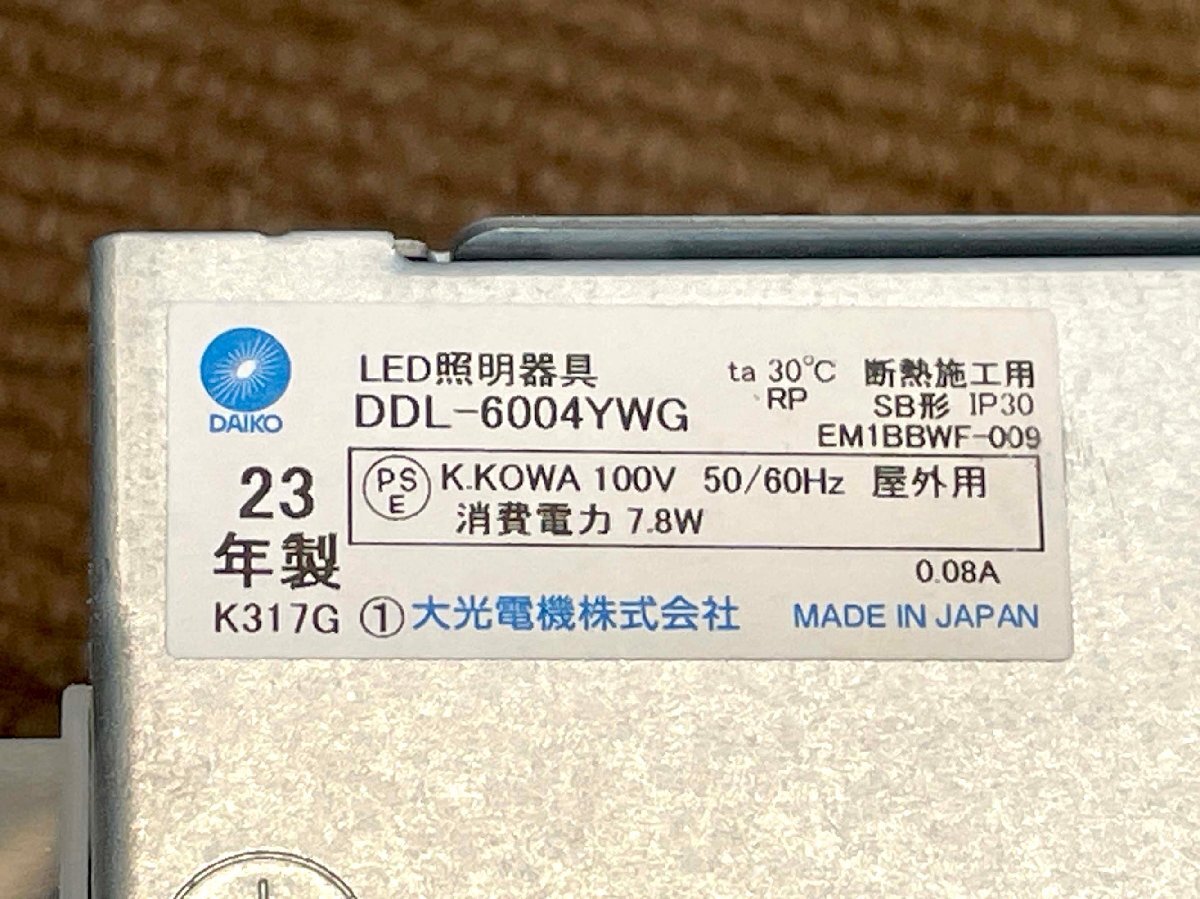 DAIKO
LED照明器具
DDL-6004YWG
ta 30℃ 断熱施工用
RP SB形 IP30
EM1BBWF-009
23
年製
PS
E
K.KOWA 100V 50/60Hz 屋外用
消費電力 7.8W
0.08A
K317G ①大光電機株式会社 MADE IN JAPAN